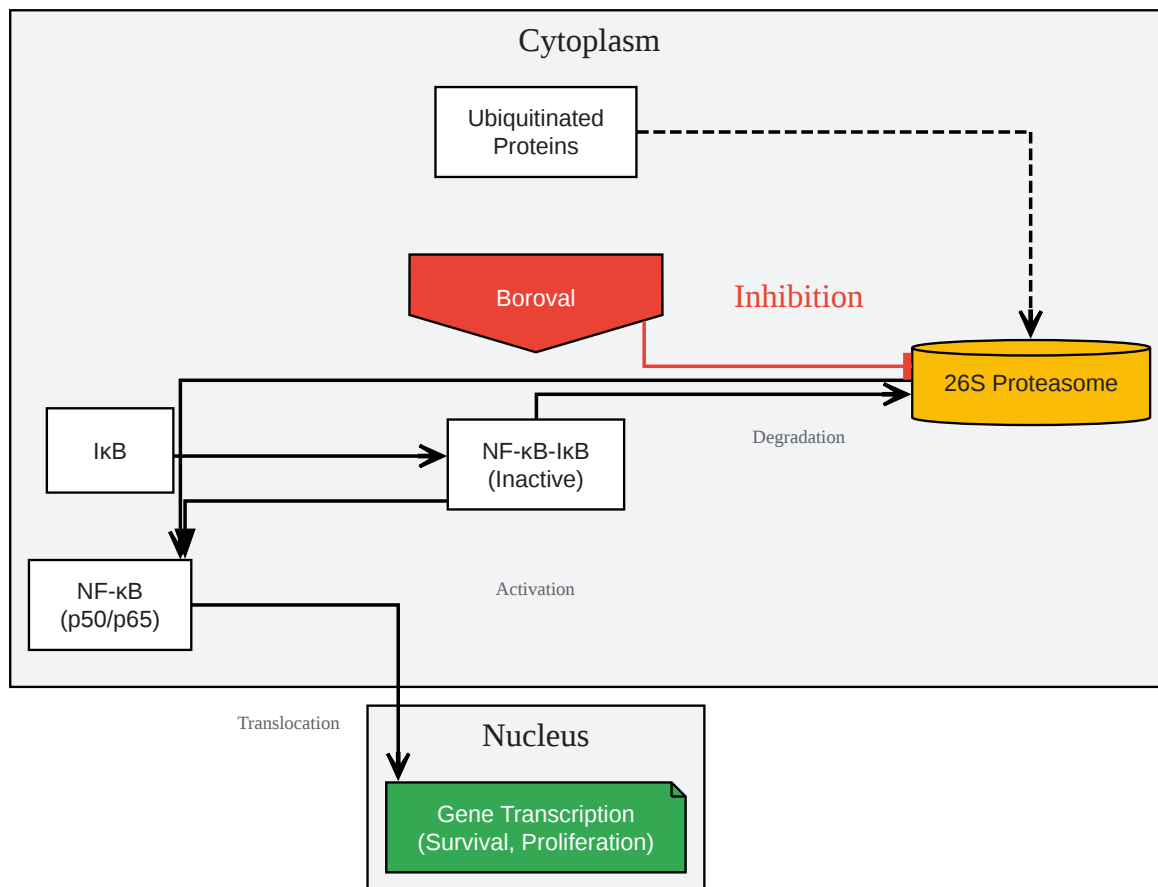 Cytoplasm
Ubiquitinated
Proteins
Boroval
Inhibition
26S Proteasome
Degradation
IκB
NF-κB-IκB
(Inactive)
NF-κB
(p50/p65)
Activation
Translocation
Nucleus
Gene Transcription
(Survival, Proliferation)